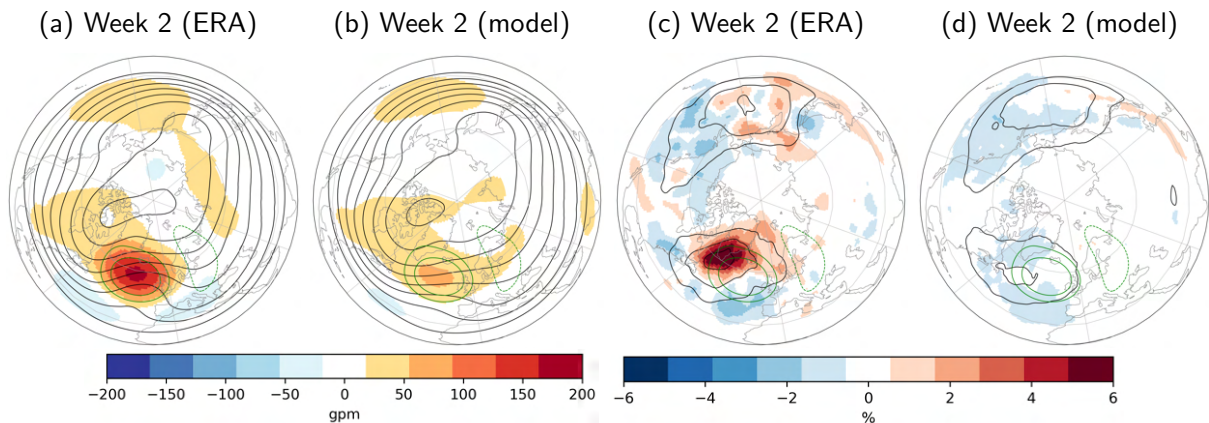 (a) Week 2 (ERA) (b) Week 2 (model) (c) Week 2 (ERA) (d) Week 2 (model)
−200 −150 −100 −50 0 50 100 150 200
gpm
−6 −4 −2 0 2 4 6
%